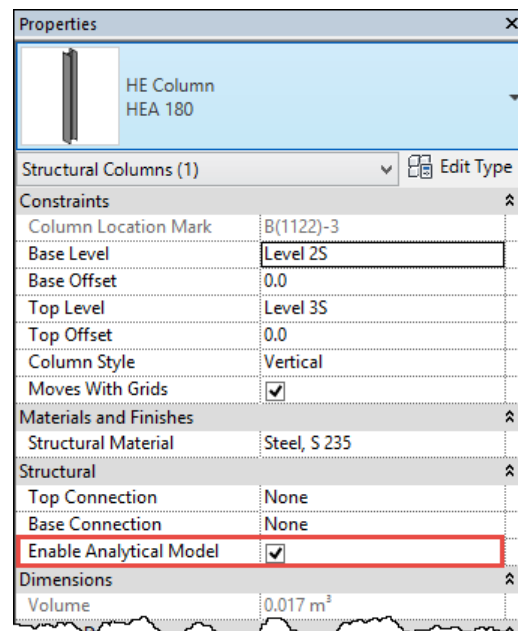 Properties
HE Column
HEA 180
Structural Columns (1) Edit Type
Constraints
Column Location Mark B(1122)-3
Base Level Level 2S
Base Offset 0.0
Top Level Level 3S
Top Offset 0.0
Column Style Vertical
Moves With Grids
Materials and Finishes
Structural Material Steel, S 235
Structural
Top Connection None
Base Connection None
Enable Analytical Model
Dimensions
Volume 0.017 m³